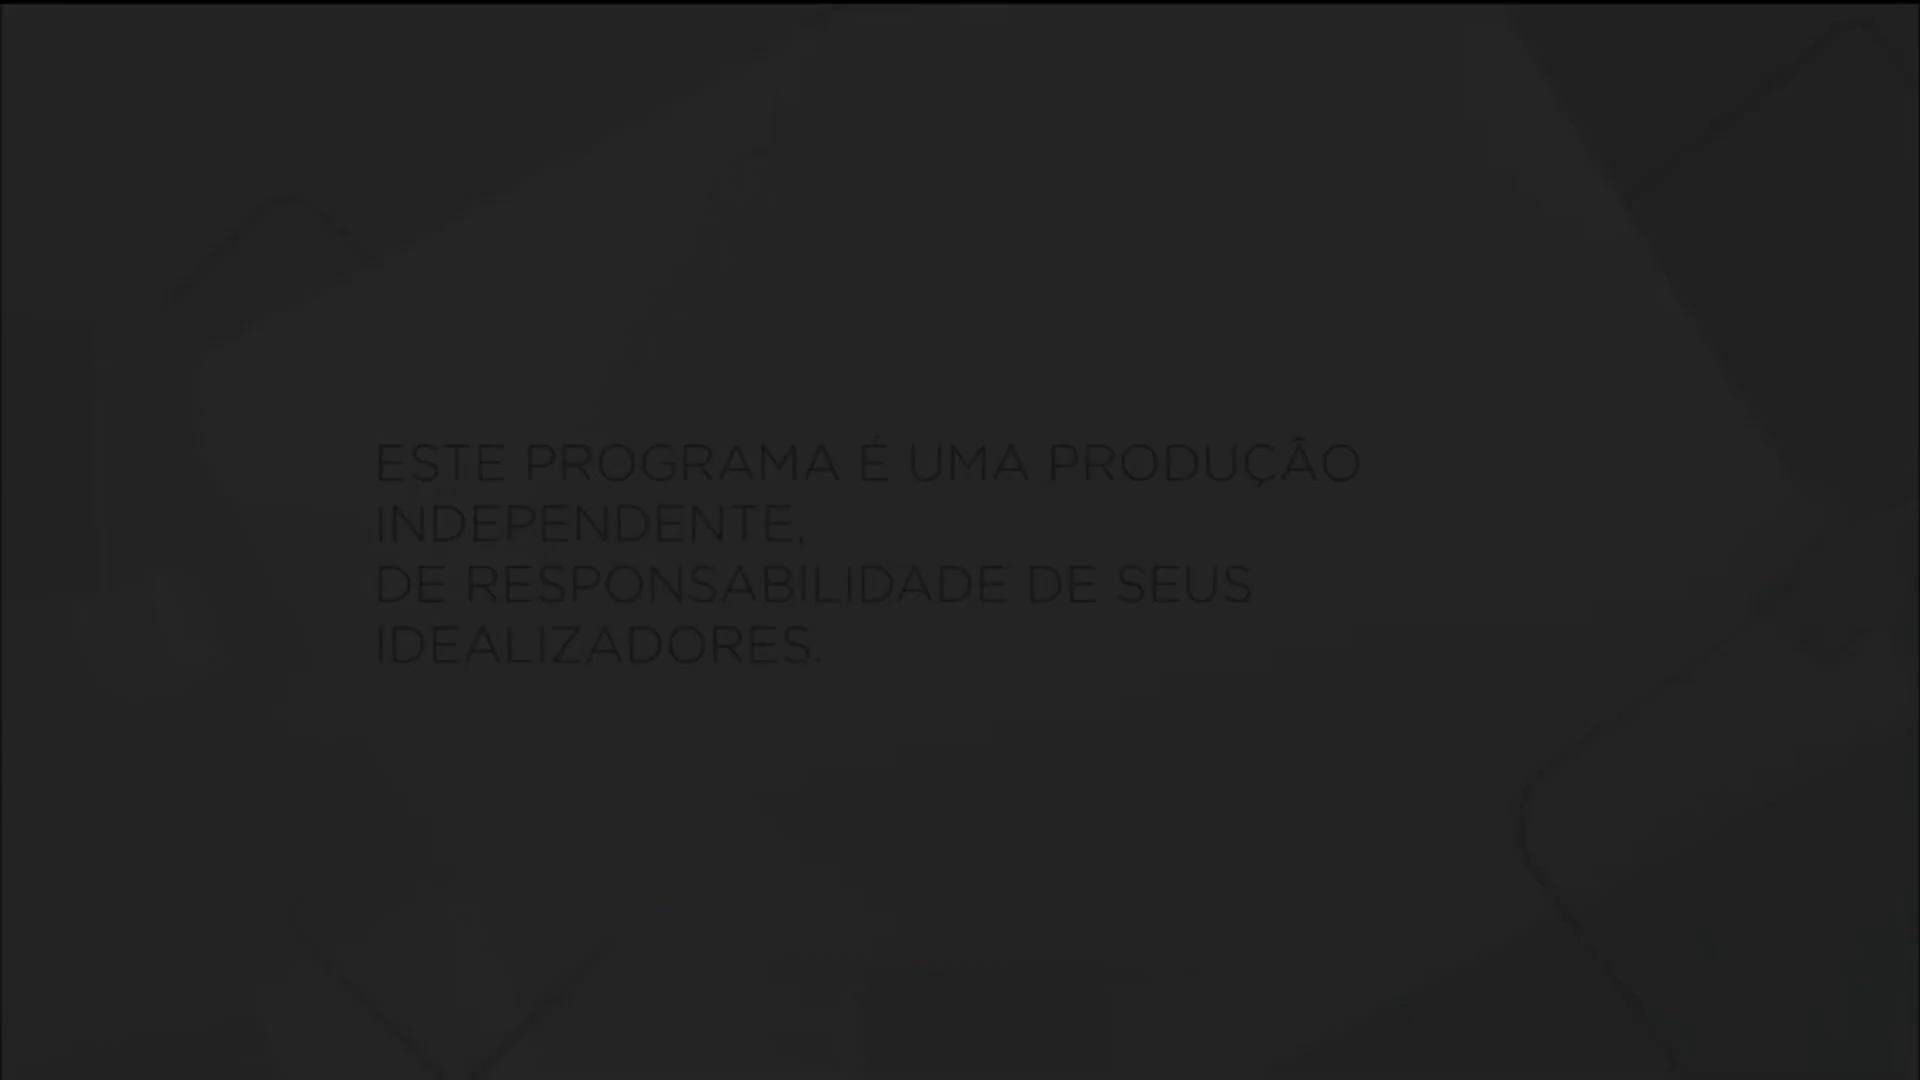 ESTE PROGRAMA É UMA PRODUÇÃO
INDEPENDENTE,
DE RESPONSABILIDADE DE SEUS
IDEALIZADORES.